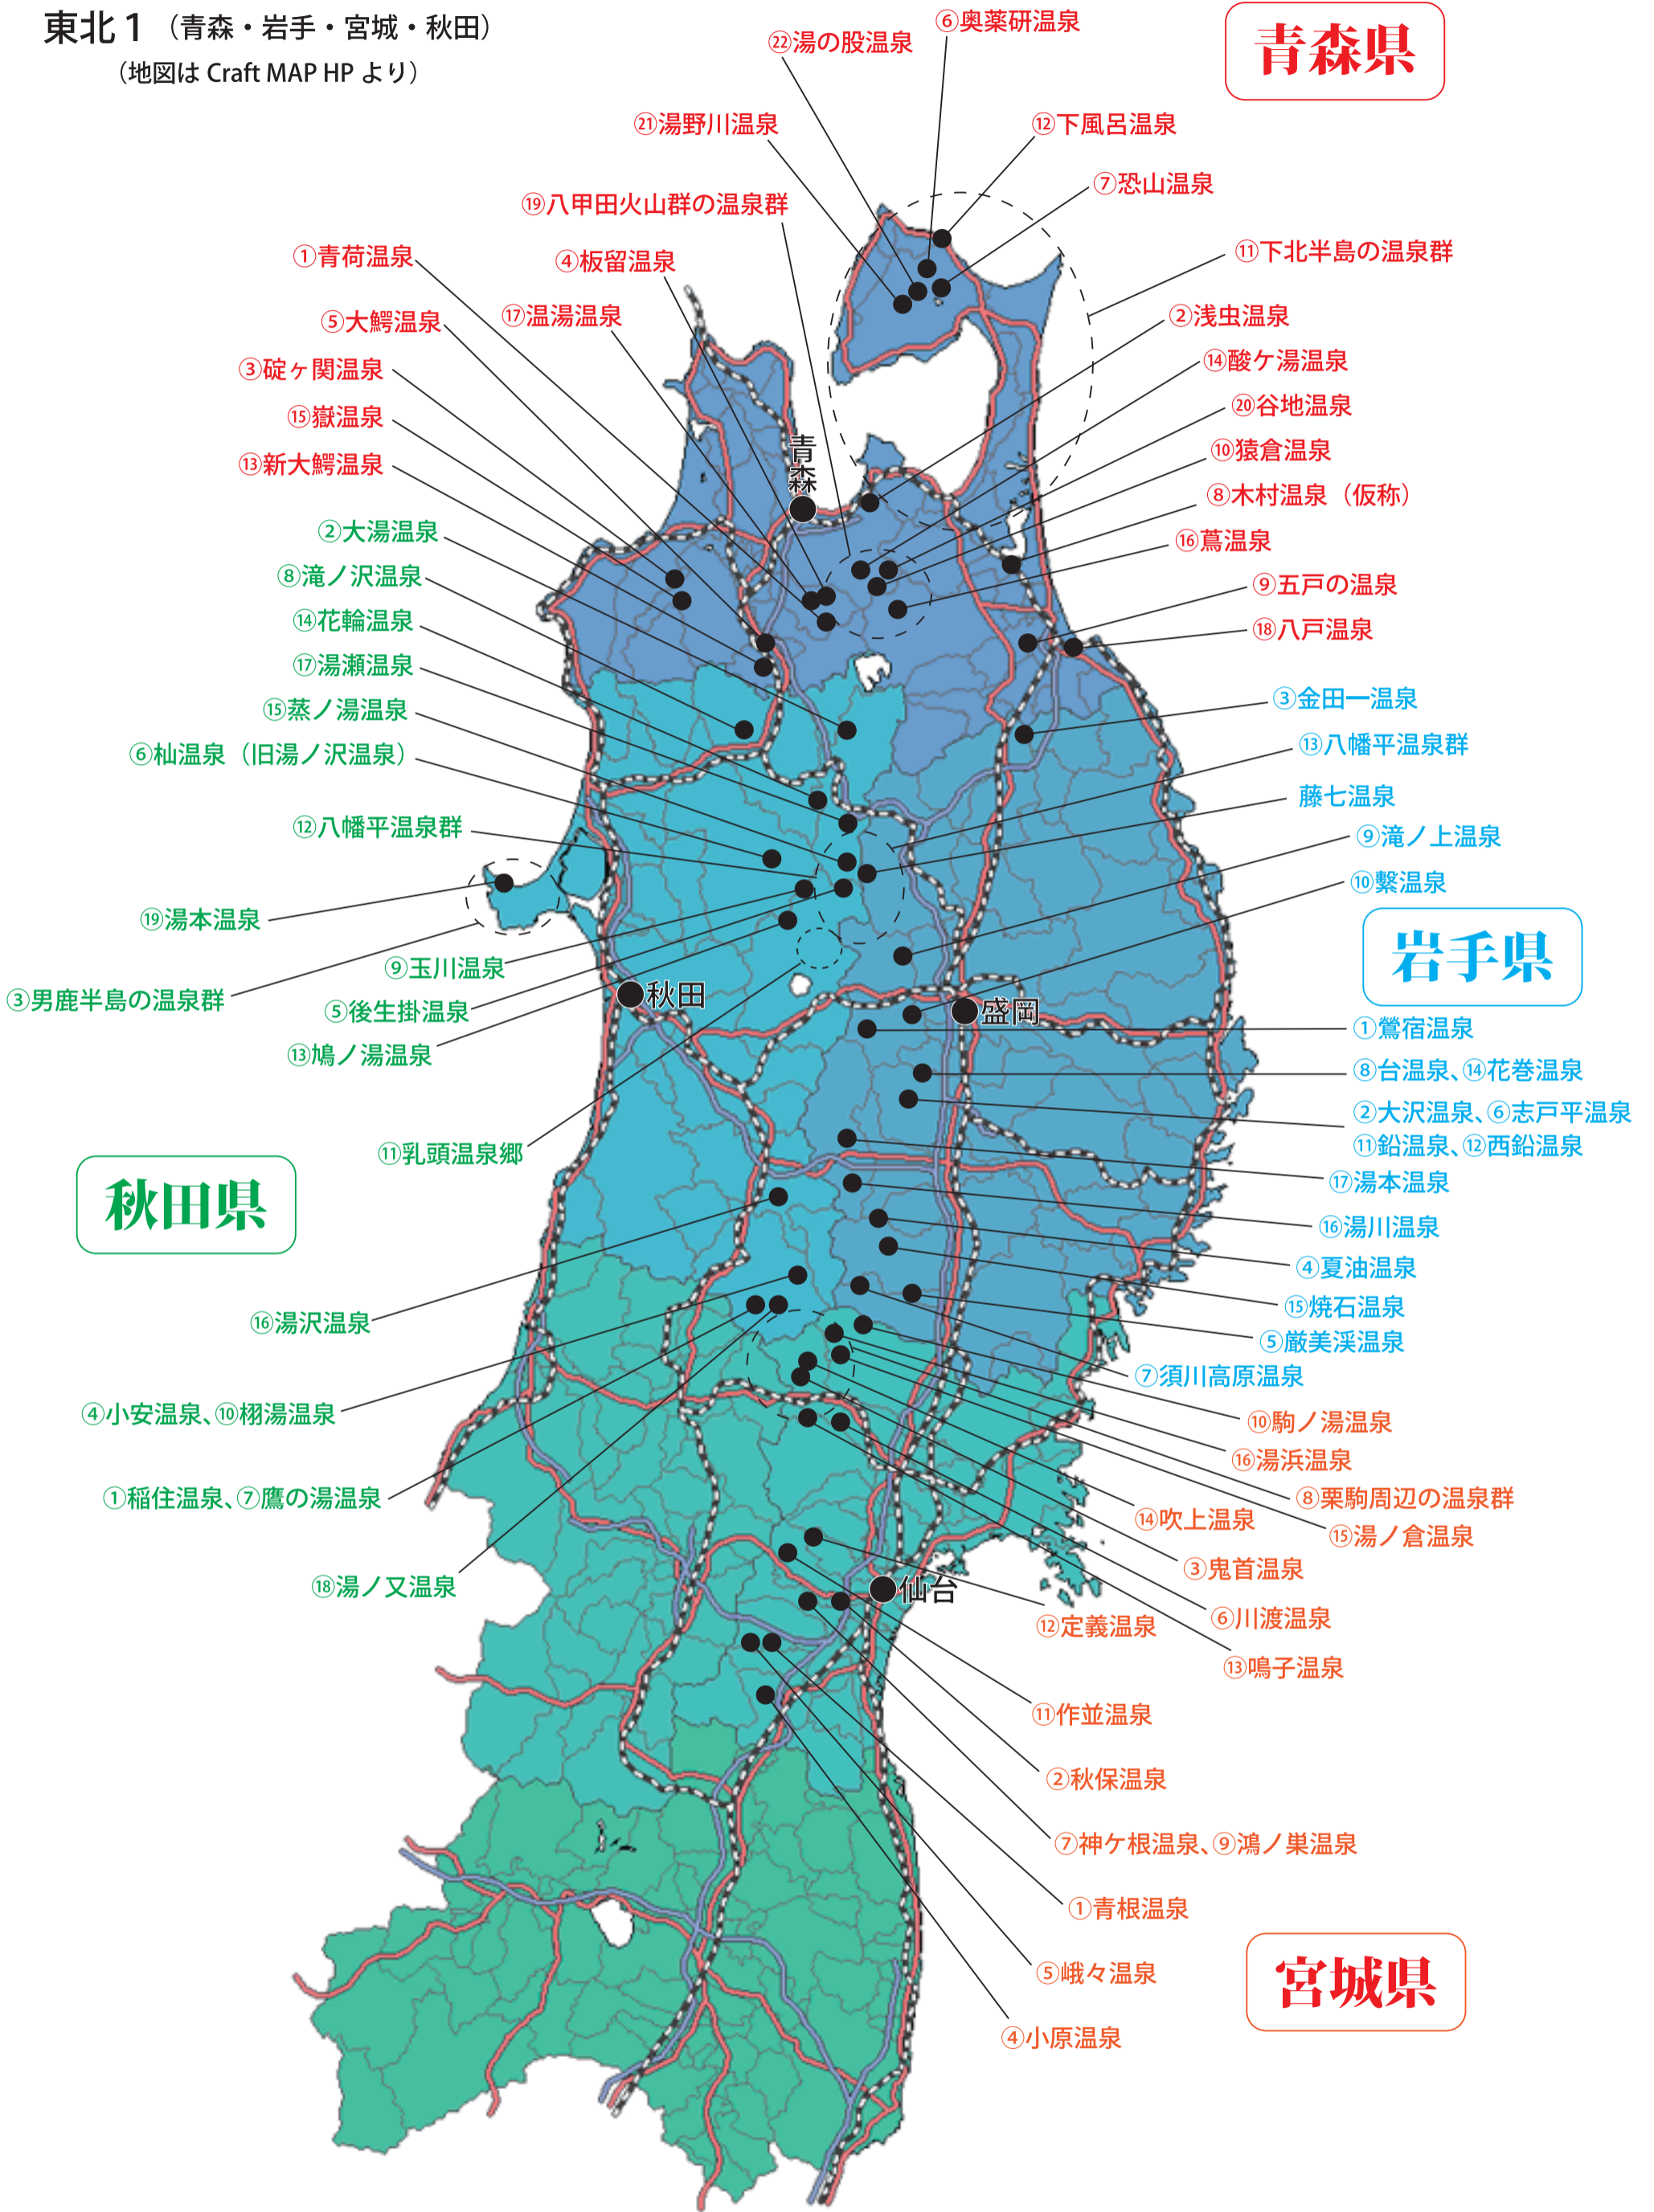 東北１（青森・岩手・宮城・秋田）
（地図は Craft MAP HP より）
青森県
⑥奥薬研温泉
㉒湯の股温泉
㉑湯野川温泉
⑫下風呂温泉
⑦恐山温泉
⑲八甲田火山群の温泉群
①青荷温泉
④板留温泉
⑪下北半島の温泉群
⑤大鰐温泉
⑰温湯温泉
②浅虫温泉
③碇ヶ関温泉
⑭酸ケ湯温泉
⑮嶽温泉
⑳谷地温泉
⑬新大鰐温泉
⑩猿倉温泉
青森
⑧木村温泉（仮称）
②大湯温泉
⑯蔦温泉
⑧滝ノ沢温泉
⑨五戸の温泉
⑭花輪温泉
⑱八戸温泉
⑰湯瀬温泉
③金田一温泉
⑮蒸ノ湯温泉
⑬八幡平温泉群
⑥杣温泉（旧湯ノ沢温泉）
藤七温泉
⑫八幡平温泉群
⑨滝ノ上温泉
⑩繋温泉
⑲湯本温泉
岩手県
⑨玉川温泉
③男鹿半島の温泉群
秋田
⑤後生掛温泉
盛岡
⑬鳩ノ湯温泉
①鶯宿温泉
⑧台温泉、⑭花巻温泉
②大沢温泉、⑥志戸平温泉
⑪鉛温泉、⑫西鉛温泉
⑪乳頭温泉郷
⑰湯本温泉
秋田県
⑯湯川温泉
④夏油温泉
⑮焼石温泉
⑯湯沢温泉
⑤厳美渓温泉
⑦須川高原温泉
④小安温泉、⑩栩湯温泉
⑩駒ノ湯温泉
⑯湯浜温泉
①稲住温泉、⑦鷹の湯温泉
⑧栗駒周辺の温泉群
⑭吹上温泉
⑮湯ノ倉温泉
③鬼首温泉
⑱湯ノ又温泉
仙台
⑥川渡温泉
⑫定義温泉
⑬鳴子温泉
⑪作並温泉
②秋保温泉
⑦神ケ根温泉、⑨鴻ノ巣温泉
①青根温泉
⑤峨々温泉
宮城県
④小原温泉